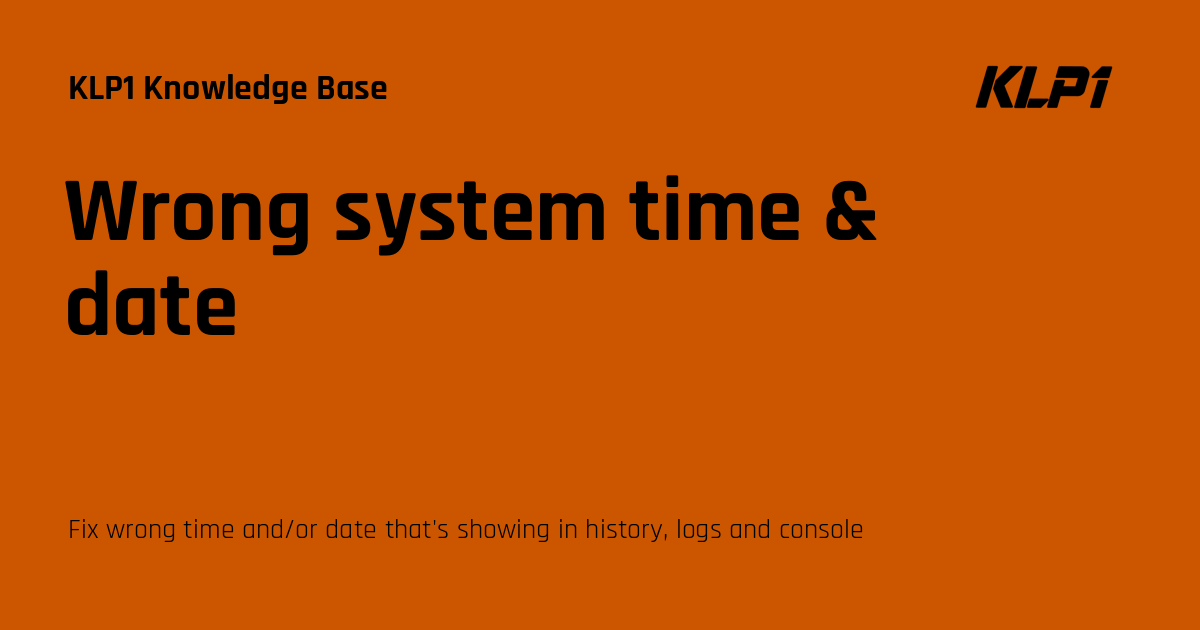 KLP1 Knowledge Base
KLP1
Wrong system time &
date
Fix wrong time and/or date that's showing in history, logs and console